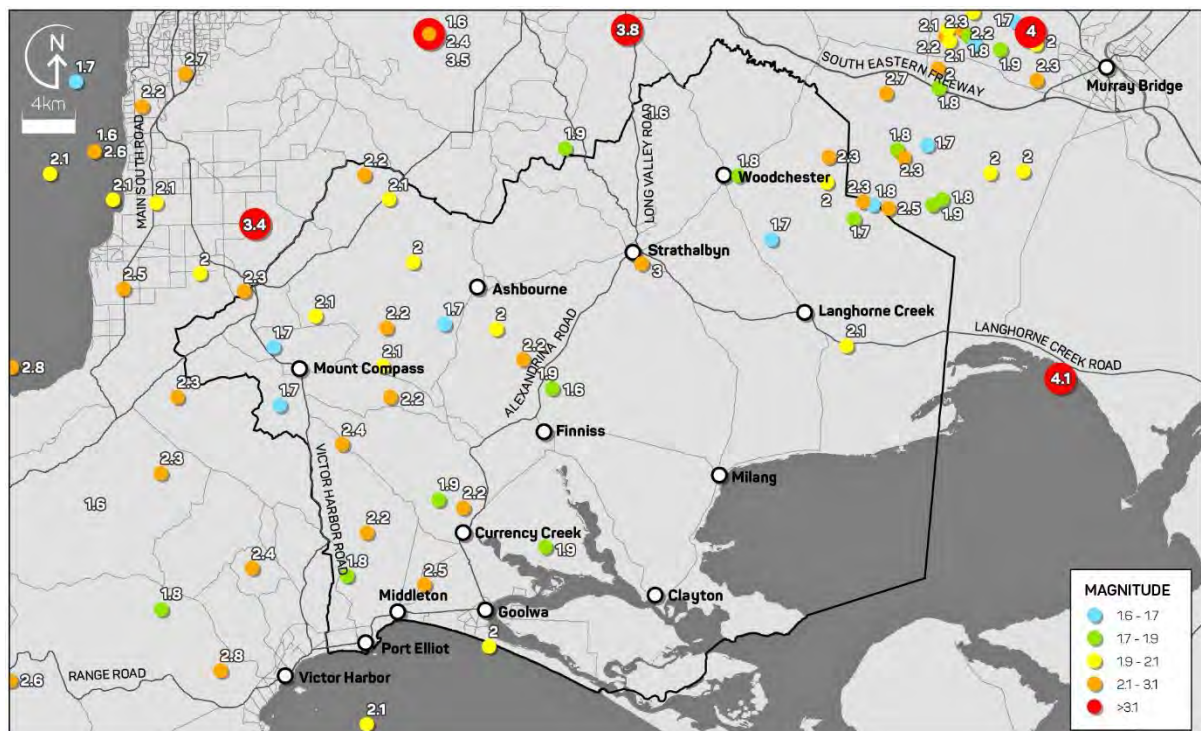 N
4km
1.7
2.7
2.2
1.6
2.6
2.1
2.1
2.1
MAIN SOUTH ROAD
3.4
2.5
2
2.3
1.6
2.4
3.5
3.8
1.6
LONG VALLEY ROAD
1.9
2.2
2.1
2
2.1
2.3
2.2
1.7
4
2
2.2
2.1
1.8
1.9
2.3
2
2.7
1.8
SOUTH EASTERN FREEWAY
Murray Bridge
1.8
Woodchester
2.3
2
1.8
2.3
1.7
2
2
2.3
1.8
2.5
1.8
1.9
1.7
1.7
Strathalbyn
3
Ashbourne
2.1
2.2
1.7
2
2.2
1.7
Mount Compass
2.1
1.7
2.2
ALEXANDRINA ROAD
1.9
1.6
Finniss
Langhorne Creek
2.1
LANGHORNE CREEK ROAD
4.1
2.8
2.3
2.3
1.6
2.4
VICTOR HARBOR ROAD
1.9
2.2
Currency Creek
2.2
1.9
Milang
2.4
1.8
1.8
2.5
Middleton
Goolwa
2
Clayton
Port Elliot
2.8
RANGE ROAD
2.6
Victor Harbor
2.1
MAGNITUDE
1.6 - 1.7
1.7 - 1.9
1.9 - 2.1
2.1 - 3.1
>3.1